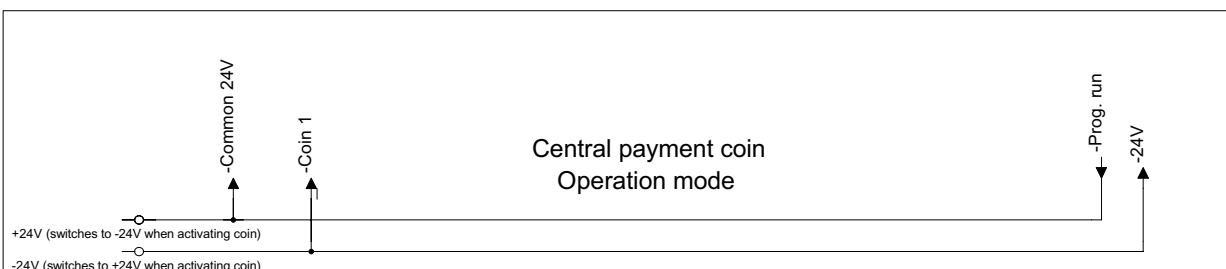 -Common 24V
-Coin 1
Central payment coin
Operation mode
-Prog. run
-24V
+24V (switches to -24V when activating coin)
-24V (switches to +24V when activating coin)